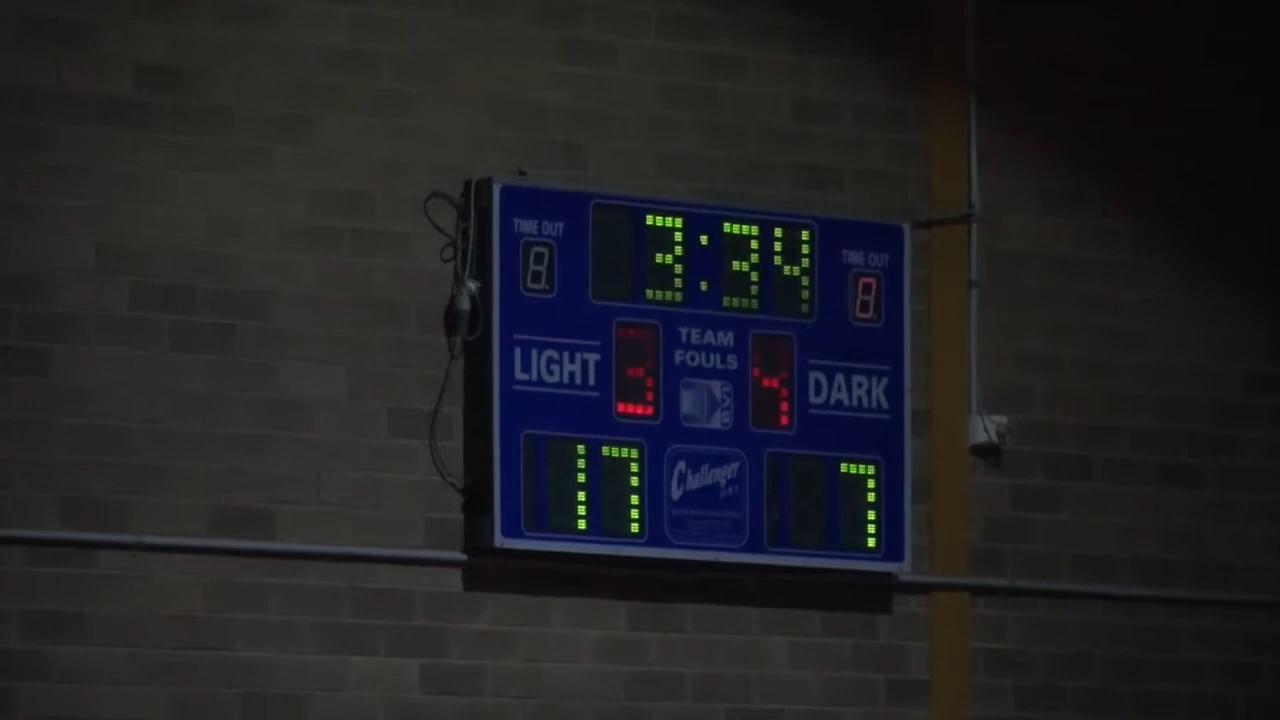 TIME OUT
3:34
TIME OUT
8.
8.
TEAM
FOULS
LIGHT
3
4
DARK
17
Challenger
7